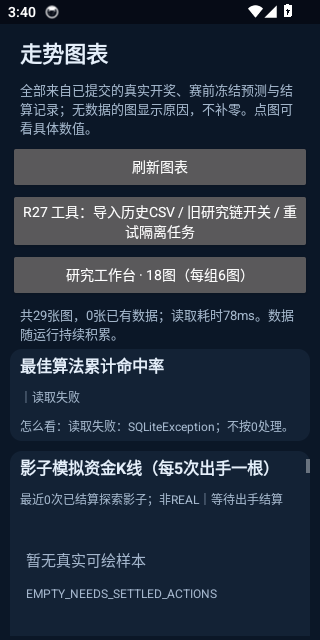 3:40
走势图表
全部来自已提交的真实开奖、赛前冻结预测与结
算记录；无数据的图显示原因，不补零。点图可
看具体数值。
刷新图表
R27 工具：导入历史CSV / 旧研究链开关 / 重
试隔离任务
研究工作台 · 18图（每组6图）
共29张图，0张已有数据；读取耗时78ms。数据
随运行持续积累。
最佳算法累计命中率
｜读取失败
怎么看：读取失败：SQLiteException；不按0处理。
影子模拟资金K线（每5次出手一根）
最近0次已结算探索影子；非REAL｜等待出手结算
暂无真实可绘样本
EMPTY_NEEDS_SETTLED_ACTIONS